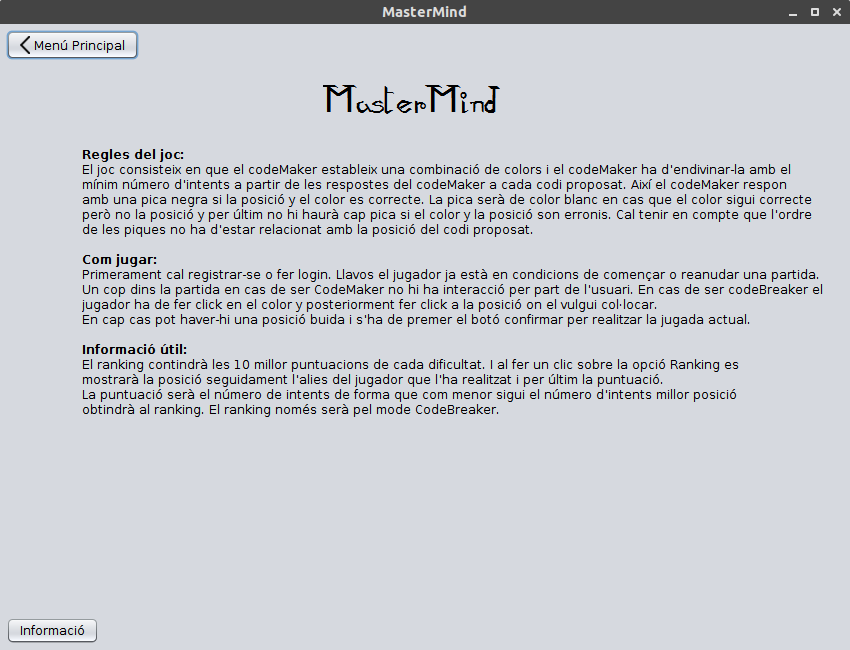 MasterMind
Menú Principal
MasterMind
Regles del joc:
El joc consisteix en que el codeMaker estableix una combinació de colors i el codeMaker ha d'endivinar-la amb el
mínim número d'intents a partir de les respostes del codeMaker a cada codi proposat. Així el codeMaker respon
amb una pica negra si la posición y el color es correcte. La pica serà de color blanc en cas que el color sigui correcte
però no la posición y per últim no hi haurà cap pica si el color y la posición son erronis. Cal tenir en compte que l'ordre
de les piques no ha d'estar relacionat amb la posició del codi proposat.
Com jugar:
Primerament cal registrar-se o fer login. Llavos el jugador ja està en condicions de començar o reanudar una partida.
Un cop dins la partida en cas de ser CodeMaker no hi ha interacció per part de l'usuari. En cas de ser codeBreaker el
jugador ha de fer click en el color y posteriorment fer click a la posición on el vulgui col·locar.
En cap cas pot haver-hi una posició buida i s'ha de premer el botó confirmar per realitzar la jugada actual.
Informació útil:
El ranking contindrà les 10 millor puntuacions de cada dificultat. I al fer un clic sobre la opció Ranking es
mostrarà la posició seguidament l'alies del jugador que l'ha realitzat i per últim la puntuació.
La puntuació serà el número de intents de forma que com menor sigui el número d'intents millor posició
obtindrà al ranking. El ranking només serà pel mode CodeBreaker.
Informació